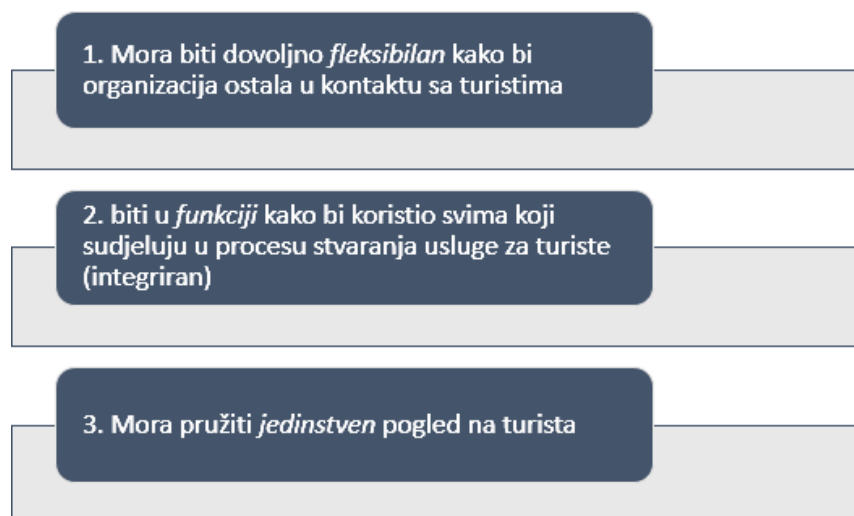 1. Mora biti dovoljno fleksibilan kako bi
organizacija ostala u kontaktu sa turistima
2. biti u funkciji kako bi koristio svima koji
sudjeluju u procesu stvaranja usluge za turiste
(integriran)
3. Mora pružiti jedinstven pogled na turista